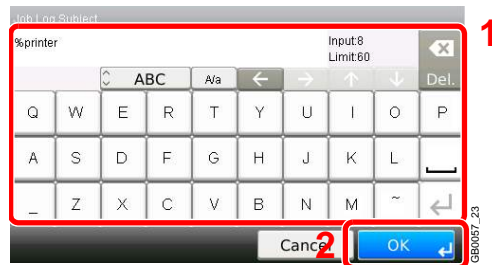 Job Log Subject
1
%printer
Input:8
Limit:60
ABC A/a Del.
Q W E R T Y U I O P
A S D F G H J K L
_ Z X C V B N M ~
2
Cancel OK
GB0057_23